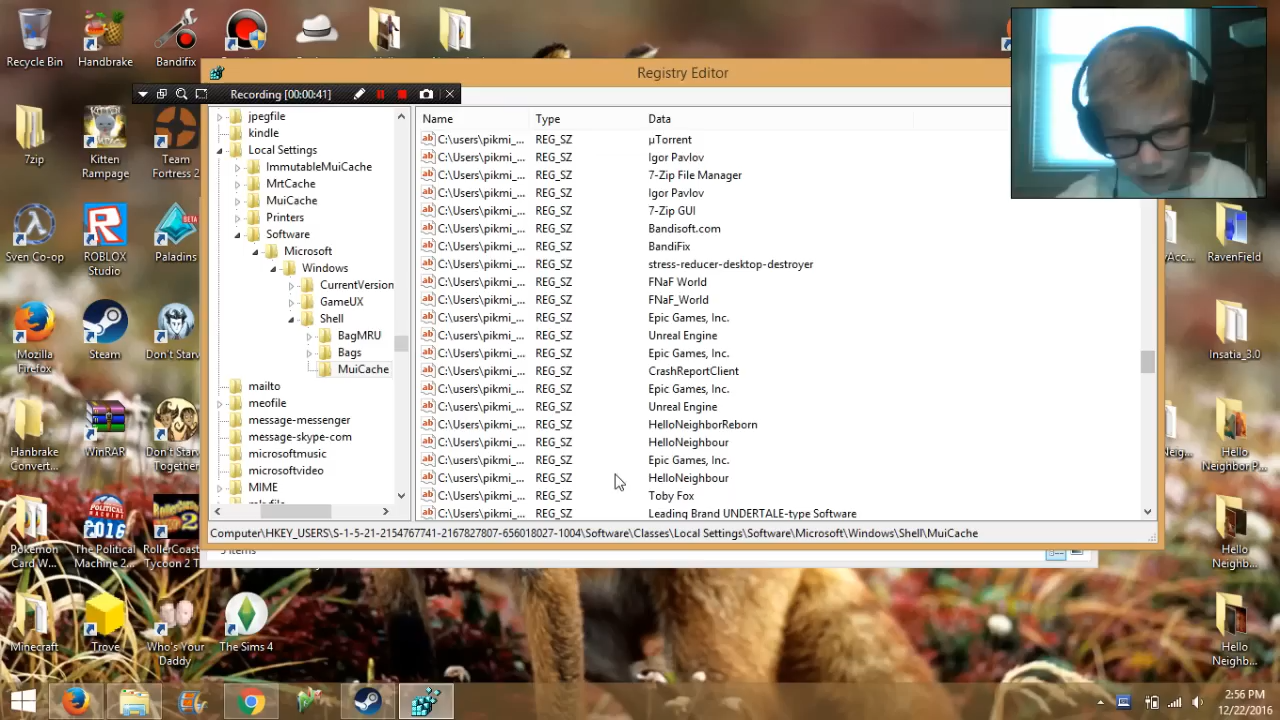 Recycle Bin
Handbrake
Bandifix
Registry Editor
Recording [00:00:41]
7zip
Kitten Rampage
Team Fortress 2
Sven Co-op
ROBLOX Studio
Paladins
Mozilla Firefox
Steam
Don't Starv
Hanbrake Convert...
WinRAR
Don't Starv Together
Pokemon Card W...
The Political Machine 2...
RollerCoast Tycoon 2 T
Minecraft
Trove
Who's Your Daddy
The Sims 4
jpegfile
kindle
Local Settings
ImmutableMuiCache
MrtCache
MuiCache
Printers
Software
Microsoft
Windows
CurrentVersion
GameUX
Shell
BagMRU
Bags
MuiCache
mailto
meofile
message-messenger
message-skype-com
microsoftmusic
microsoftvideo
MIME
Name Type Data
C:\users\pikmi_... REG_SZ µTorrent
C:\Users\pikmi_... REG_SZ Igor Pavlov
C:\Users\pikmi_... REG_SZ 7-Zip File Manager
C:\Users\pikmi_... REG_SZ Igor Pavlov
C:\Users\pikmi_... REG_SZ 7-Zip GUI
C:\Users\pikmi_... REG_SZ Bandisoft.com
C:\Users\pikmi_... REG_SZ BandiFix
C:\Users\pikmi_... REG_SZ stress-reducer-desktop-destroyer
C:\Users\pikmi_... REG_SZ FNaF World
C:\Users\pikmi_... REG_SZ FNaF_World
C:\Users\pikmi_... REG_SZ Epic Games, Inc.
C:\Users\pikmi_... REG_SZ Unreal Engine
C:\Users\pikmi_... REG_SZ Epic Games, Inc.
C:\Users\pikmi_... REG_SZ CrashReportClient
C:\Users\pikmi_... REG_SZ Epic Games, Inc.
C:\Users\pikmi_... REG_SZ Unreal Engine
C:\Users\pikmi_... REG_SZ HelloNeighborReborn
C:\Users\pikmi_... REG_SZ HelloNeighbour
C:\Users\pikmi_... REG_SZ Epic Games, Inc.
C:\Users\pikmi_... REG_SZ HelloNeighbour
C:\Users\pikmi_... REG_SZ Toby Fox
C:\Users\pikmi_... REG_SZ Leading Brand UNDERTALE-type Software
Computer\HKEY_USERS\S-1-5-21-2154767741-2167827807-656018027-1004\Software\Classes\Local Settings\Software\Microsoft\Windows\Shell\MuiCache
RavenField
Insatia_3.0
Hello Neighbor P...
Hello Neighb...
Hello Neighb...
2:56 PM
12/22/2016